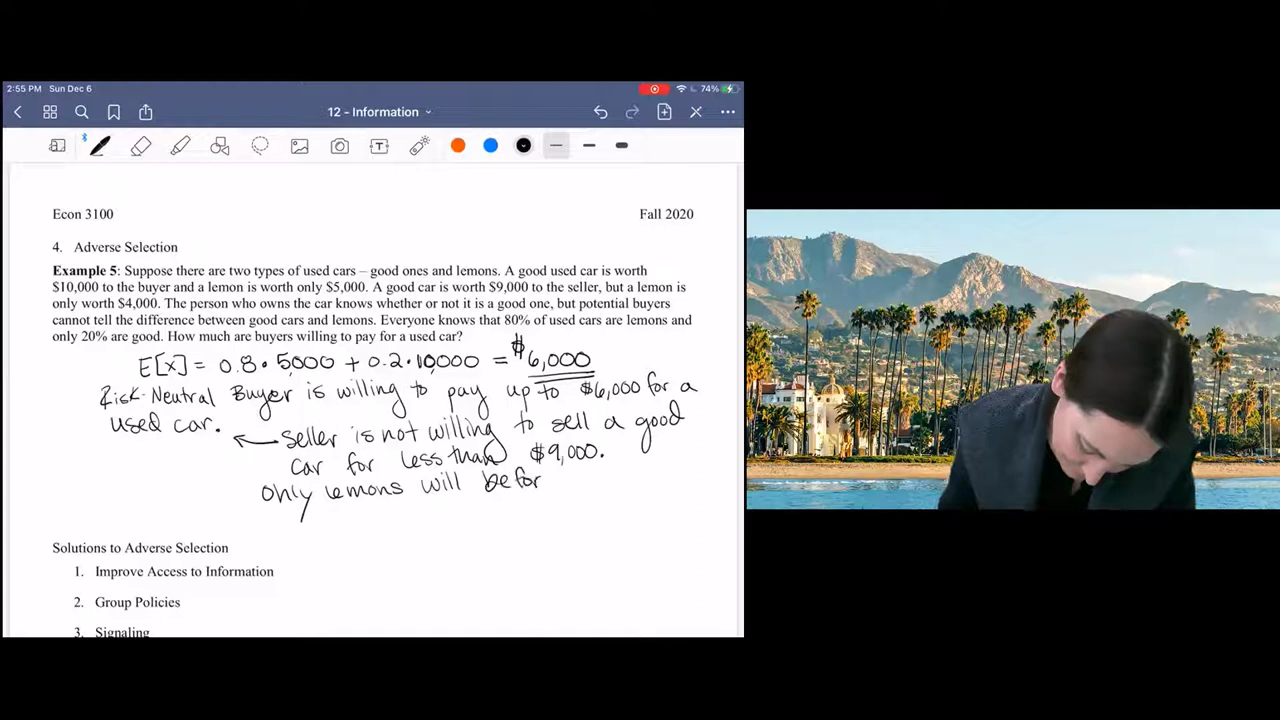 2:55 PM Sun Dec 6
74%
12 - Information
Econ 3100 Fall 2020
4. Adverse Selection
Example 5: Suppose there are two types of used cars – good ones and lemons. A good used car is worth
$10,000 to the buyer and a lemon is worth only $5,000. A good car is worth $9,000 to the seller, but a lemon is
only worth $4,000. The person who owns the car knows whether or not it is a good one, but potential buyers
cannot tell the difference between good cars and lemons. Everyone knows that 80% of used cars are lemons and
only 20% are good. How much are buyers willing to pay for a used car?
E[x] = 0.8 · 5,000 + 0.2 · 10,000 = $6,000
Risk-Neutral Buyer is willing to pay up to $6,000 for a
used car.
← Seller is not willing to sell a good
car for less than $9,000.
only lemons will be for
Solutions to Adverse Selection
1. Improve Access to Information
2. Group Policies
3. Signaling